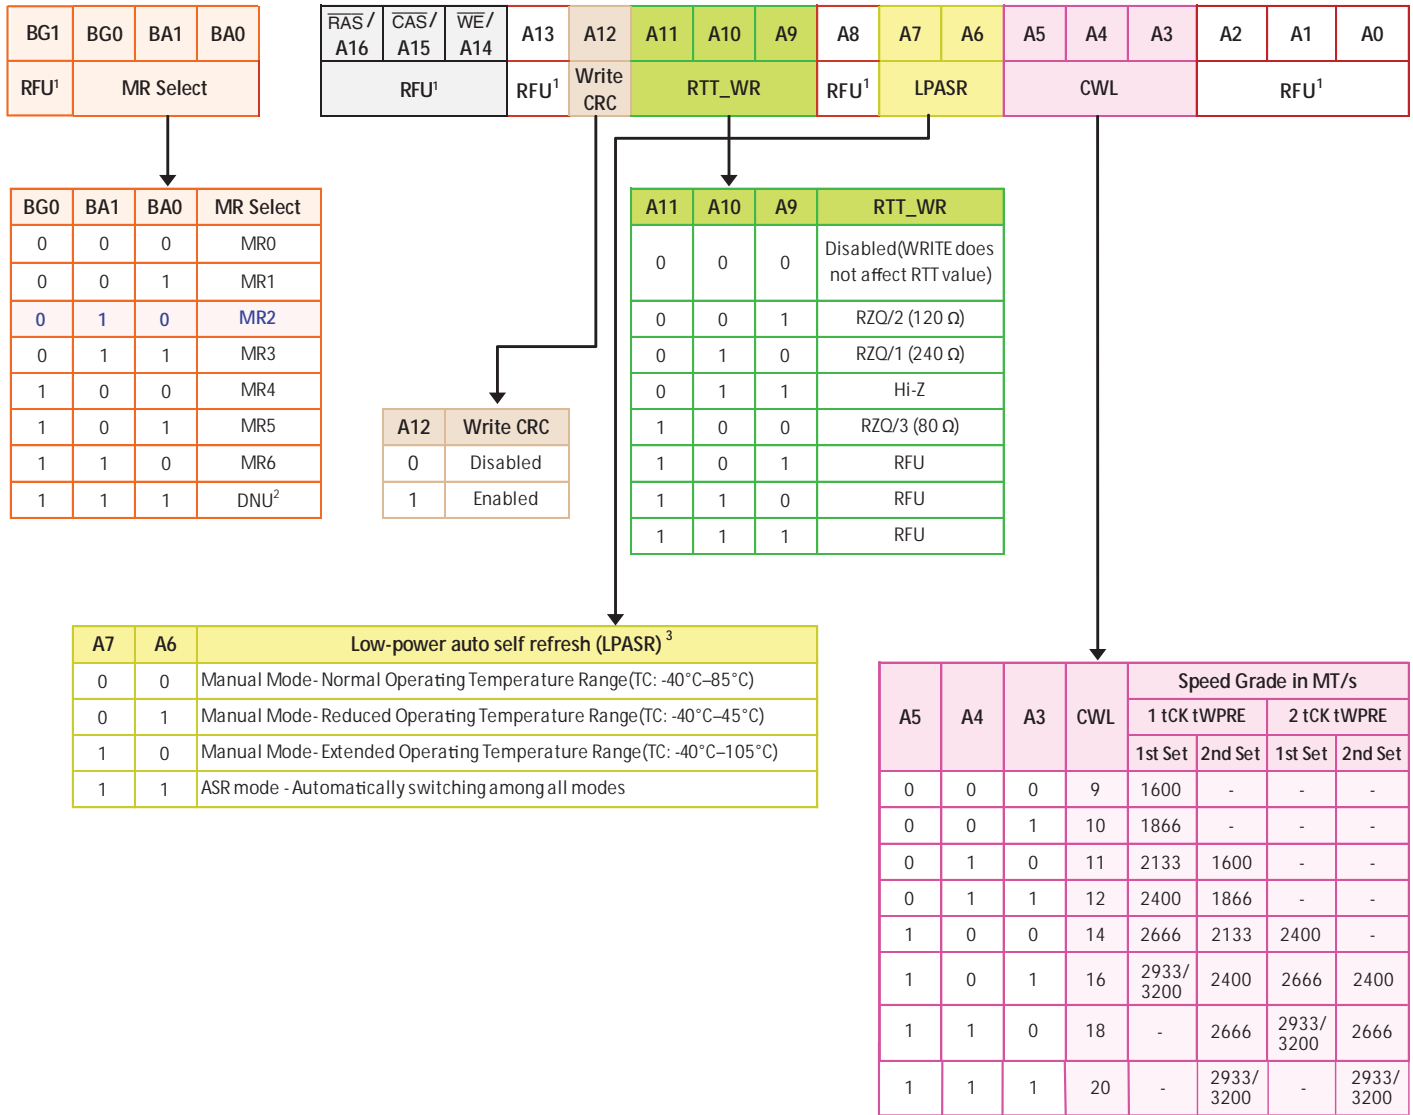 BG1 BG0 BA1 BA0
RFU¹ MR Select
RAS/ A16 CAS/ A15 WE/ A14 A13 A12 A11 A10 A9 A8 A7 A6 A5 A4 A3 A2 A1 A0
RFU¹ RFU¹ Write CRC RTT_WR RFU¹ LPASR CWL RFU¹
BG0 BA1 BA0 MR Select
0 0 0 MR0
0 0 1 MR1
0 1 0 MR2
0 1 1 MR3
1 0 0 MR4
1 0 1 MR5
1 1 0 MR6
1 1 1 DNU²
A12 Write CRC
0 Disabled
1 Enabled
A11 A10 A9 RTT_WR
0 0 0 Disabled(WRITE does not affect RTT value)
0 0 1 RZQ/2 (120 Ω)
0 1 0 RZQ/1 (240 Ω)
0 1 1 Hi-Z
1 0 0 RZQ/3 (80 Ω)
1 0 1 RFU
1 1 0 RFU
1 1 1 RFU
A7 A6 Low-power auto self refresh (LPASR) ³
0 0 Manual Mode- Normal Operating Temperature Range(TC: -40°C–85°C)
0 1 Manual Mode- Reduced Operating Temperature Range(TC: -40°C–45°C)
1 0 Manual Mode- Extended Operating Temperature Range(TC: -40°C–105°C)
1 1 ASR mode - Automatically switching among all modes
A5 A4 A3 CWL Speed Grade in MT/s
1 tCK tWPRE 2 tCK tWPRE
1st Set 2nd Set 1st Set 2nd Set
0 0 0 9 1600 - - -
0 0 1 10 1866 - - -
0 1 0 11 2133 1600 - -
0 1 1 12 2400 1866 - -
1 0 0 14 2666 2133 2400 -
1 0 1 16 2933/3200 2400 2666 2400
1 1 0 18 - 2666 2933/3200 2666
1 1 1 20 - 2933/3200 - 2933/3200